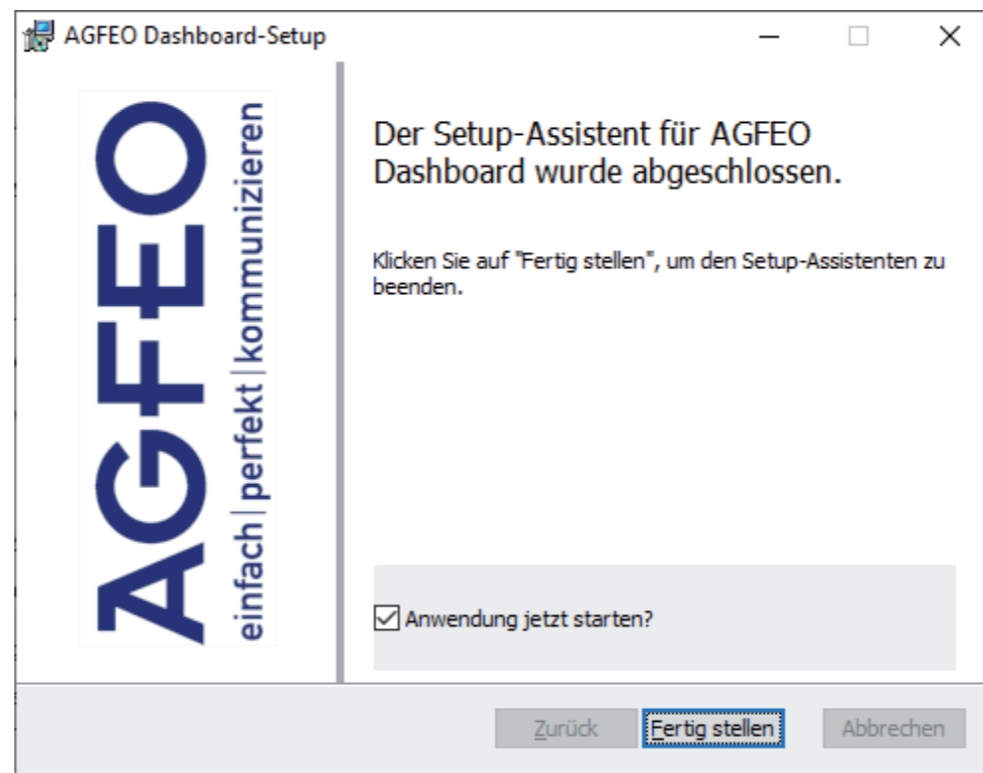 AGFEO Dashboard-Setup
AGFEO
einfach|perfekt|kommunizieren
Der Setup-Assistent für AGFEO
Dashboard wurde abgeschlossen.
Klicken Sie auf "Fertig stellen", um den Setup-Assistenten zu
beenden.
Anwendung jetzt starten?
Zurück
Fertig stellen
Abbrechen